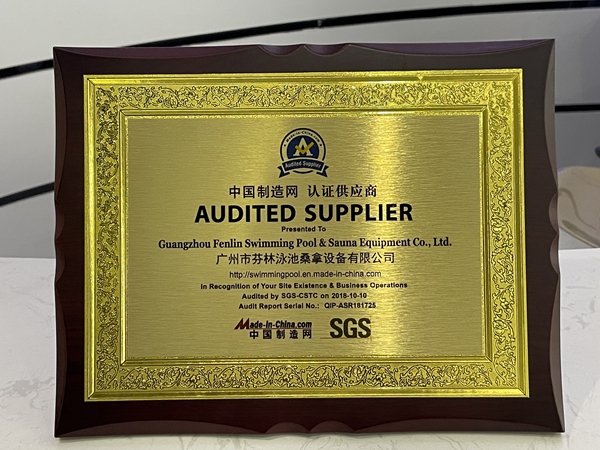 Made-in-China.com
Audited Supplier
中国制造网 认证供应商
AUDITED SUPPLIER
Presented To
Guangzhou Fenlin Swimming Pool & Sauna Equipment Co., Ltd.
广州市芬林泳池桑拿设备有限公司
http://swimmingpool.en.made-in-china.com
In Recognition of Your Site Existence & Business Operations
Audited by SGS-CSTC on 2018-10-10
Audit Report Serial No.: QIP-ASR181725
Made-in-China.com
中国制造网
SGS